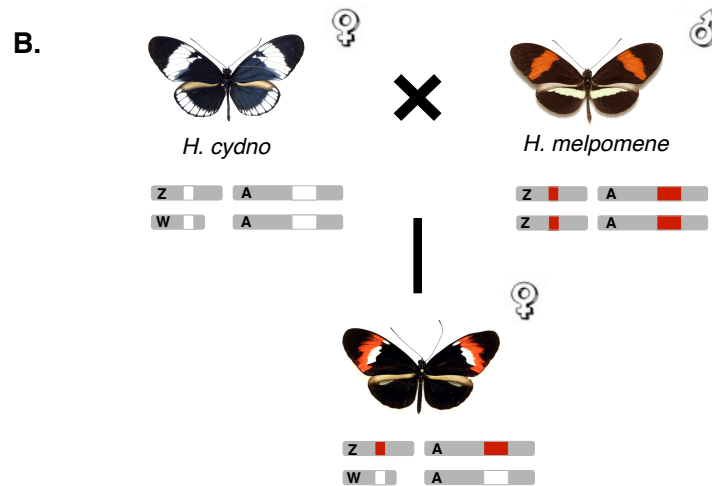 B.
♀
♂
H. cydno
H. melpomene
Z A
W A
Z A
Z A
♀
Z A
W A